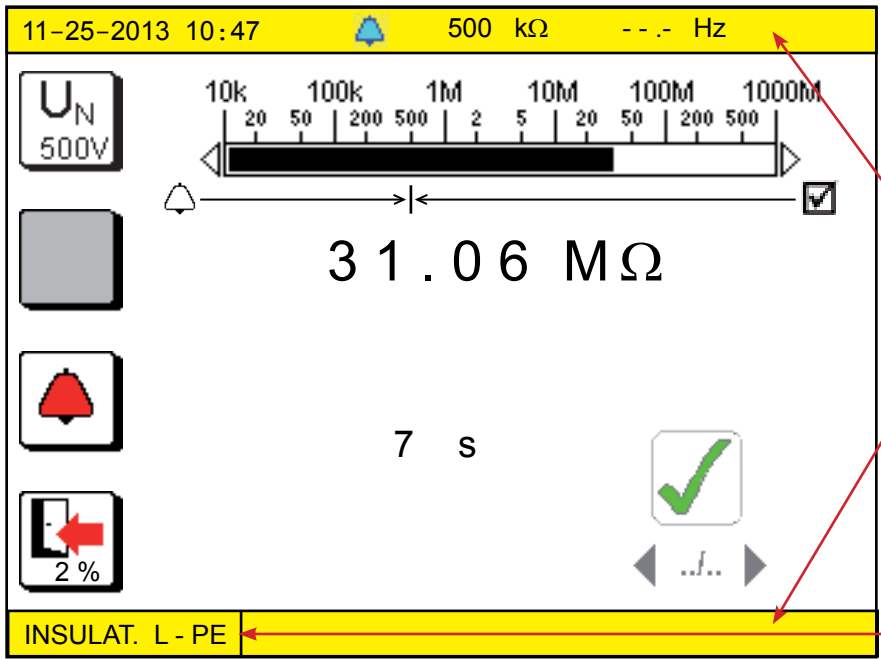 11-25-2013 10:47 500 kΩ - - .- Hz
U_N
500V
10k 100k 1M 10M 100M 1000M
20 50 200 500 2 5 20 50 200 500
31.06 MΩ
7 s
../..
2 %
INSULAT. L - PE